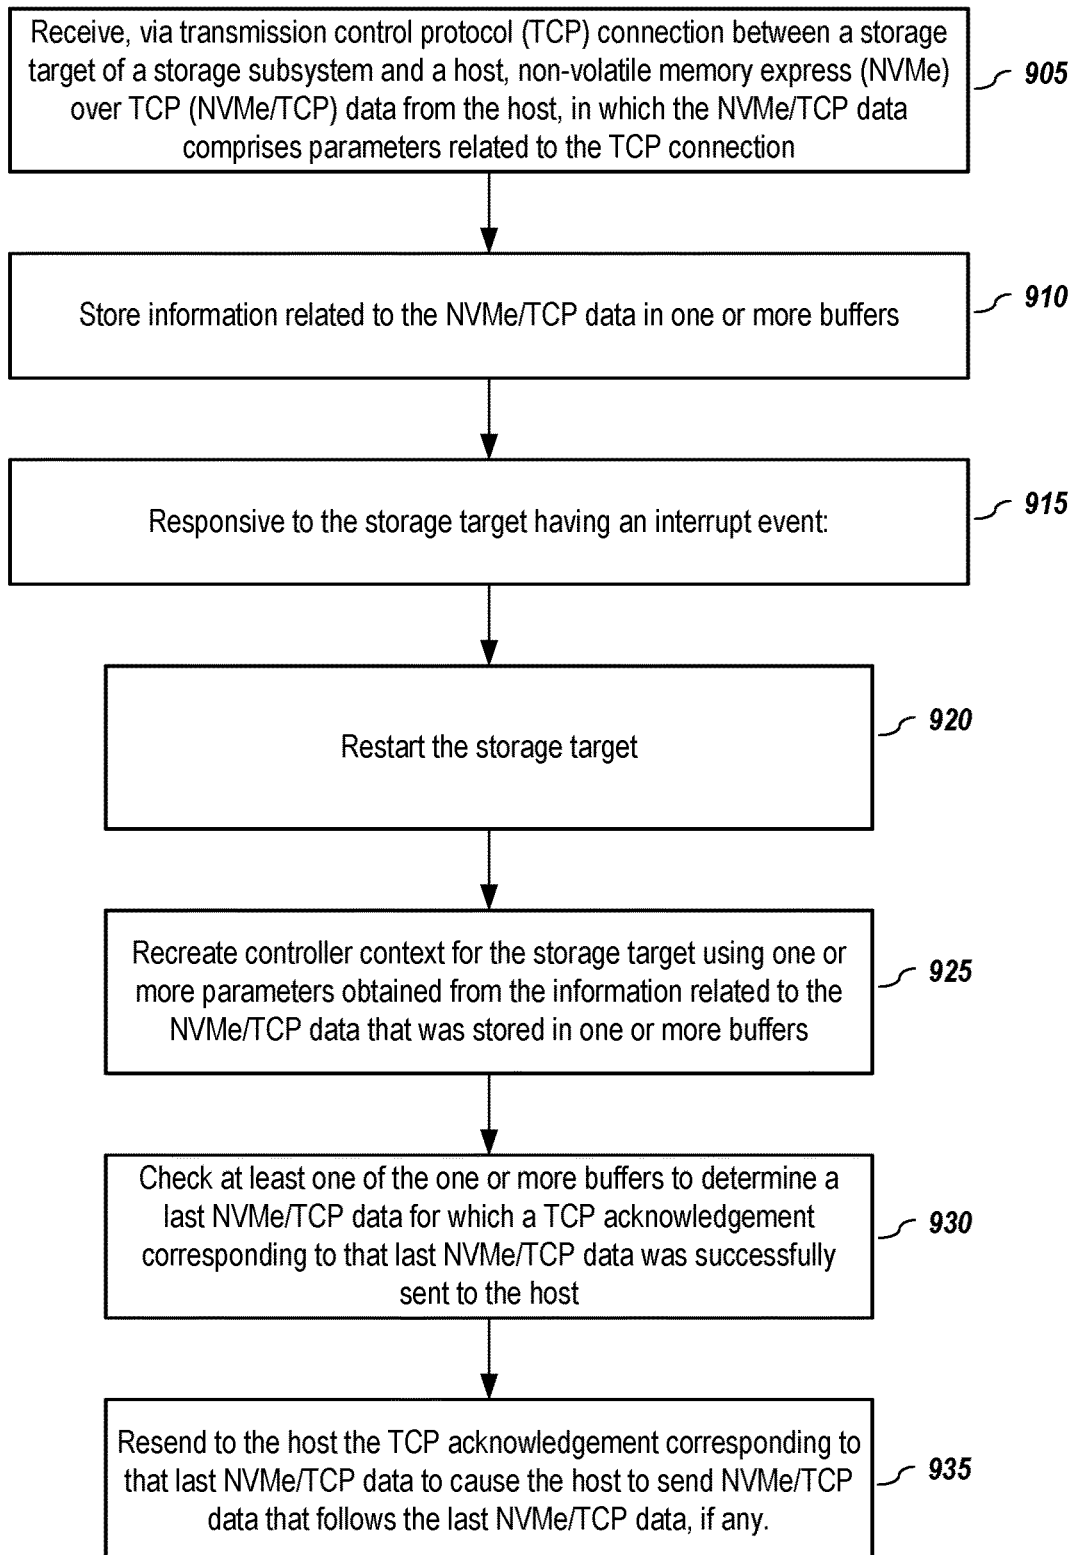 Receive, via transmission control protocol (TCP) connection between a storage
target of a storage subsystem and a host, non-volatile memory express (NVMe)
over TCP (NVMe/TCP) data from the host, in which the NVMe/TCP data
comprises parameters related to the TCP connection
905
Store information related to the NVMe/TCP data in one or more buffers
910
Responsive to the storage target having an interrupt event:
915
Restart the storage target
920
Recreate controller context for the storage target using one or
more parameters obtained from the information related to the
NVMe/TCP data that was stored in one or more buffers
925
Check at least one of the one or more buffers to determine a
last NVMe/TCP data for which a TCP acknowledgement
corresponding to that last NVMe/TCP data was successfully
sent to the host
930
Resend to the host the TCP acknowledgement corresponding to
that last NVMe/TCP data to cause the host to send NVMe/TCP
data that follows the last NVMe/TCP data, if any.
935